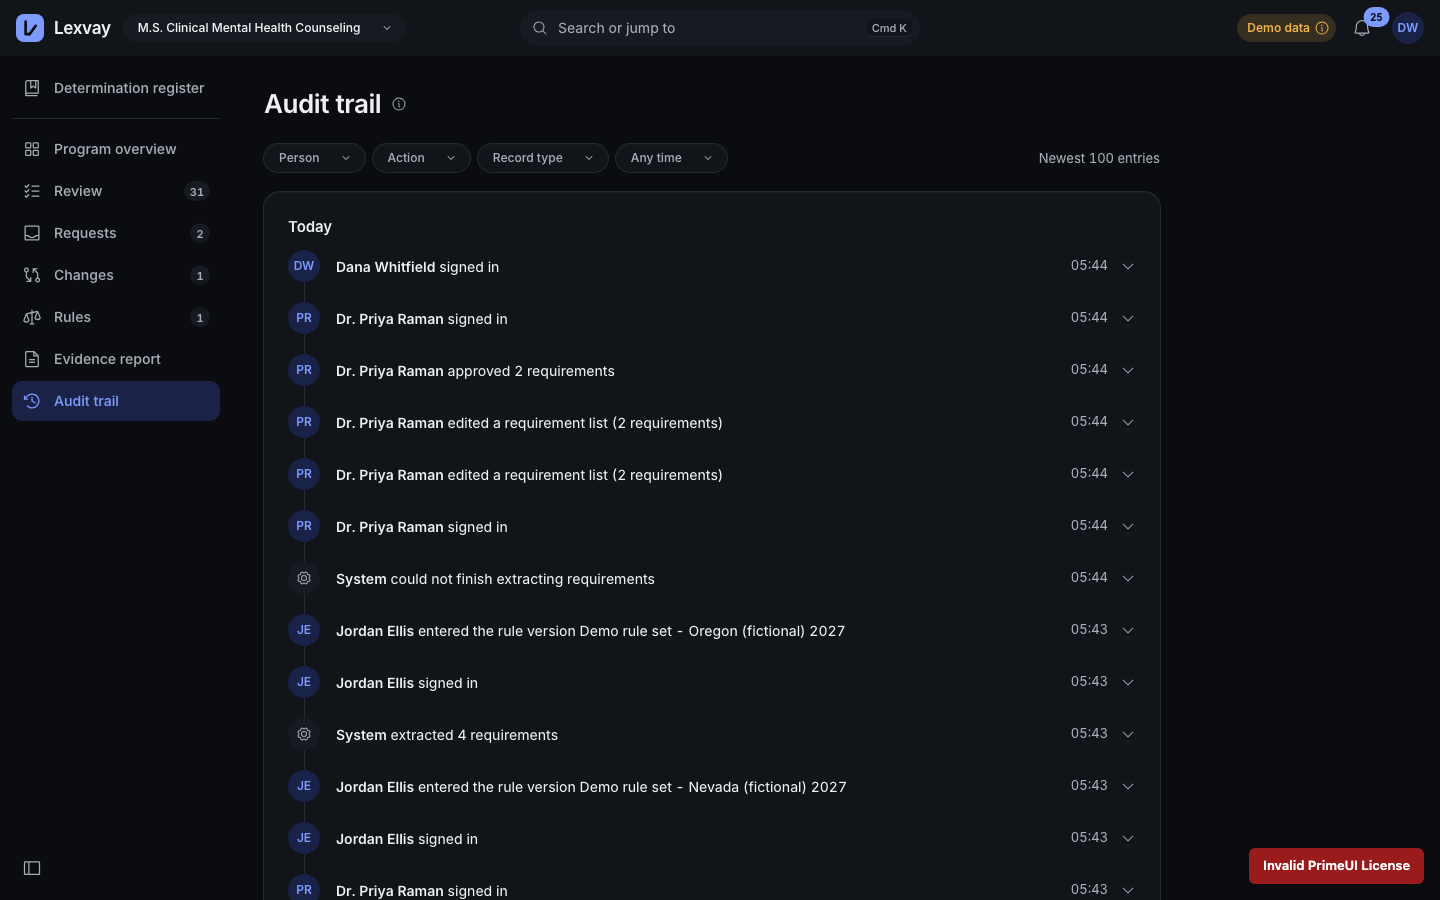 Lexvay
M.S. Clinical Mental Health Counseling
Search or jump to
Cmd K
Demo data
25
DW
Determination register
Program overview
Review 31
Requests 2
Changes 1
Rules 1
Evidence report
Audit trail
Audit trail
Person
Action
Record type
Any time
Newest 100 entries
Today
DW Dana Whitfield signed in 05:44
PR Dr. Priya Raman signed in 05:44
PR Dr. Priya Raman approved 2 requirements 05:44
PR Dr. Priya Raman edited a requirement list (2 requirements) 05:44
PR Dr. Priya Raman edited a requirement list (2 requirements) 05:44
PR Dr. Priya Raman signed in 05:44
System could not finish extracting requirements 05:44
JE Jordan Ellis entered the rule version Demo rule set - Oregon (fictional) 2027 05:43
JE Jordan Ellis signed in 05:43
System extracted 4 requirements 05:43
JE Jordan Ellis entered the rule version Demo rule set - Nevada (fictional) 2027 05:43
JE Jordan Ellis signed in 05:43
PR Dr. Priya Raman signed in 05:43
Invalid PrimeUI License